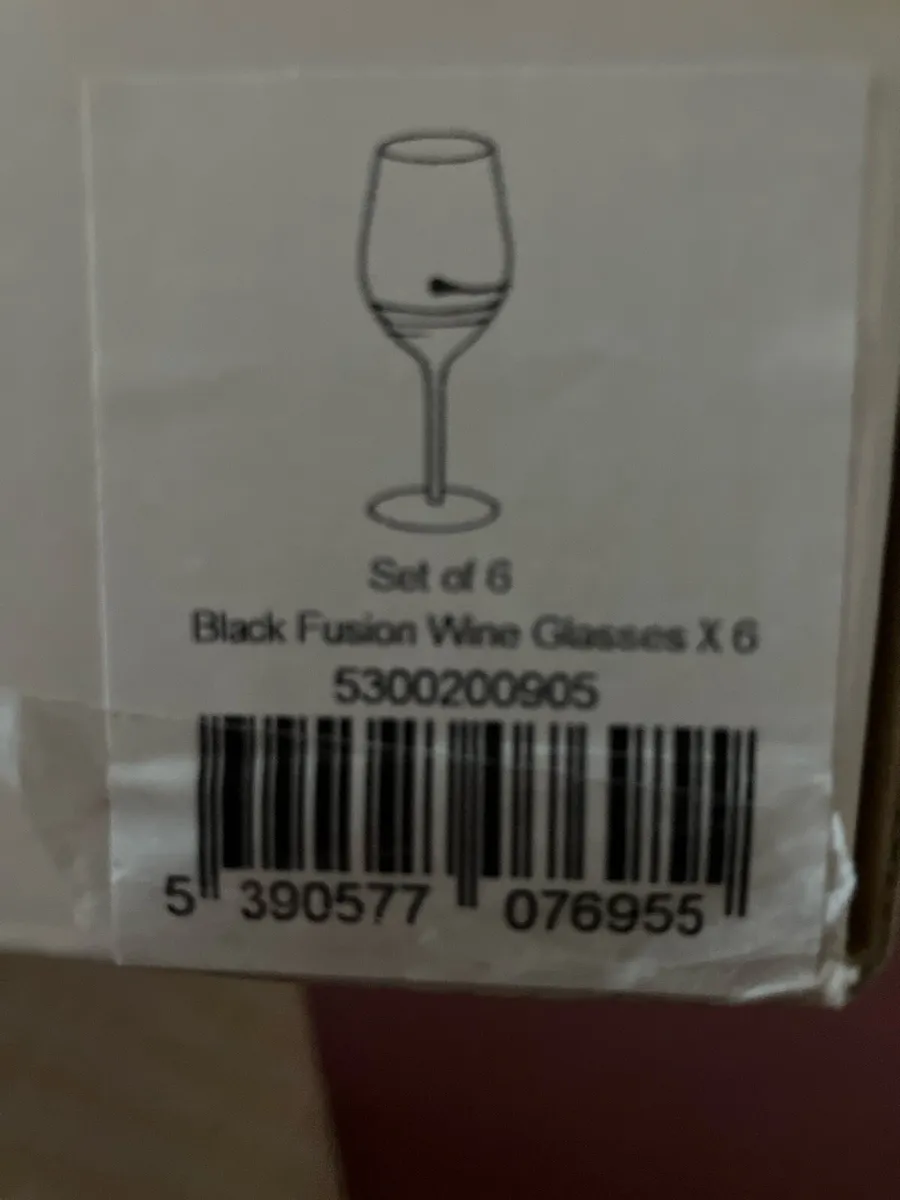 Set of 6
Black Fusion Wine Glasses X 6
5300200905
5 390577 076955